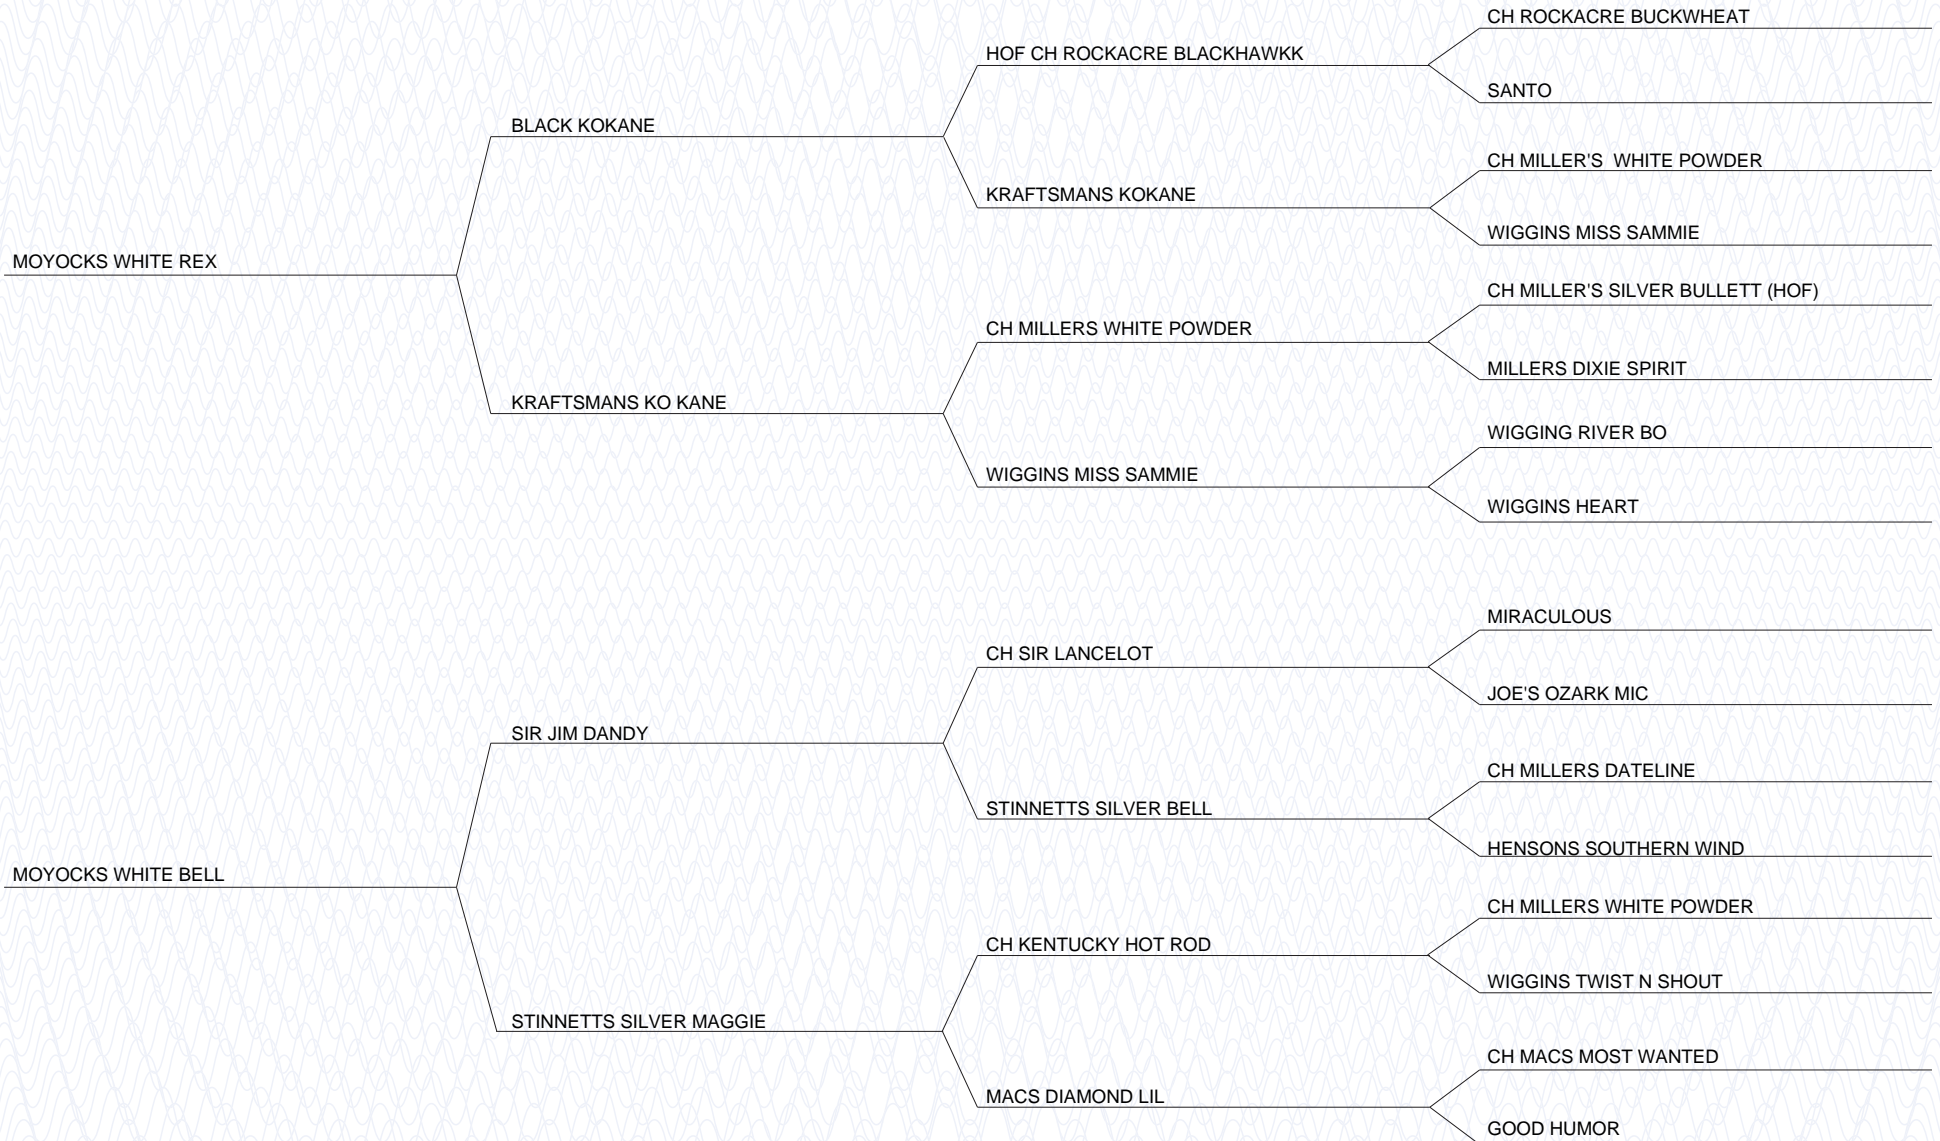 CH ROCKACRE BUCKWHEAT
HOF CH ROCKACRE BLACKHAWKK
SANTO
BLACK KOKANE
CH MILLER'S  WHITE POWDER
KRAFTSMANS KOKANE
WIGGINS MISS SAMMIE
MOYOCKS WHITE REX
CH MILLER'S SILVER BULLETT (HOF)
CH MILLERS WHITE POWDER
MILLERS DIXIE SPIRIT
KRAFTSMANS KO KANE
WIGGING RIVER BO
WIGGINS MISS SAMMIE
WIGGINS HEART
MIRACULOUS
CH SIR LANCELOT
JOE'S OZARK MIC
SIR JIM DANDY
CH MILLERS DATELINE
STINNETTS SILVER BELL
HENSONS SOUTHERN WIND
MOYOCKS WHITE BELL
CH MILLERS WHITE POWDER
CH KENTUCKY HOT ROD
WIGGINS TWIST N SHOUT
STINNETTS SILVER MAGGIE
CH MACS MOST WANTED
MACS DIAMOND LIL
GOOD HUMOR